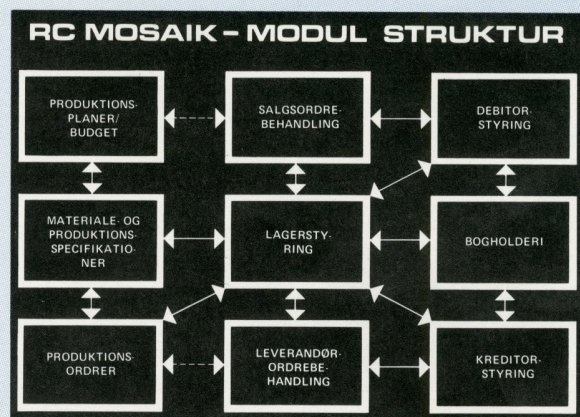 RC MOSAIK – MODUL STRUKTUR
PRODUKTIONS-
PLANER/
BUDGET
SALGSORDRE-
BEHANDLING
DEBITOR-
STYRING
MATERIALE- OG
PRODUKTIONS-
SPECIFIKATIO-
NER
LAGERSTY-
RING
BOGHOLDERI
PRODUKTIONS-
ORDRER
LEVERANDØR-
ORDREBE-
HANDLING
KREDITOR-
STYRING